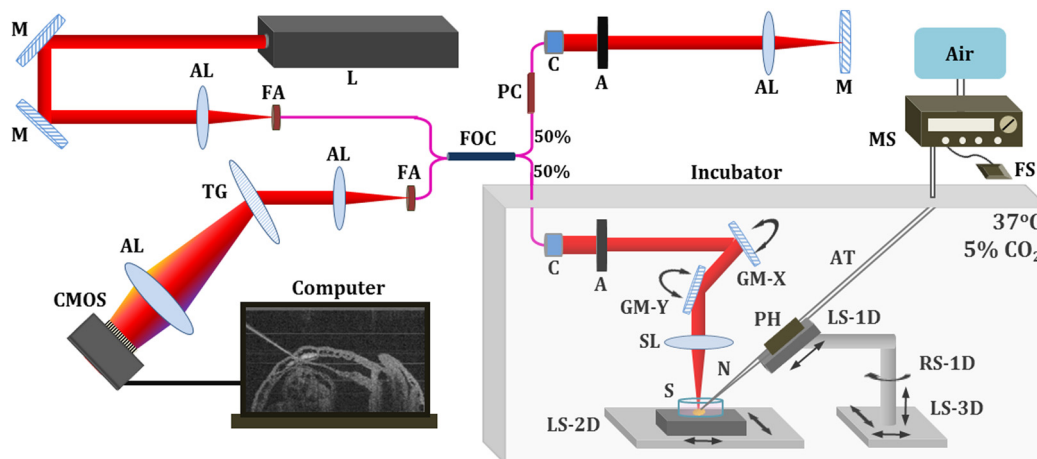 M
L
AL
FA
M
C
A
AL
M
PC
50%
FOC
50%
Air
MS
FS
TG
AL
FA
AL
CMOS
Computer
Incubator
37°C
5% CO2
C
A
GM-X
GM-Y
AT
SL
PH
LS-1D
N
RS-1D
S
LS-3D
LS-2D